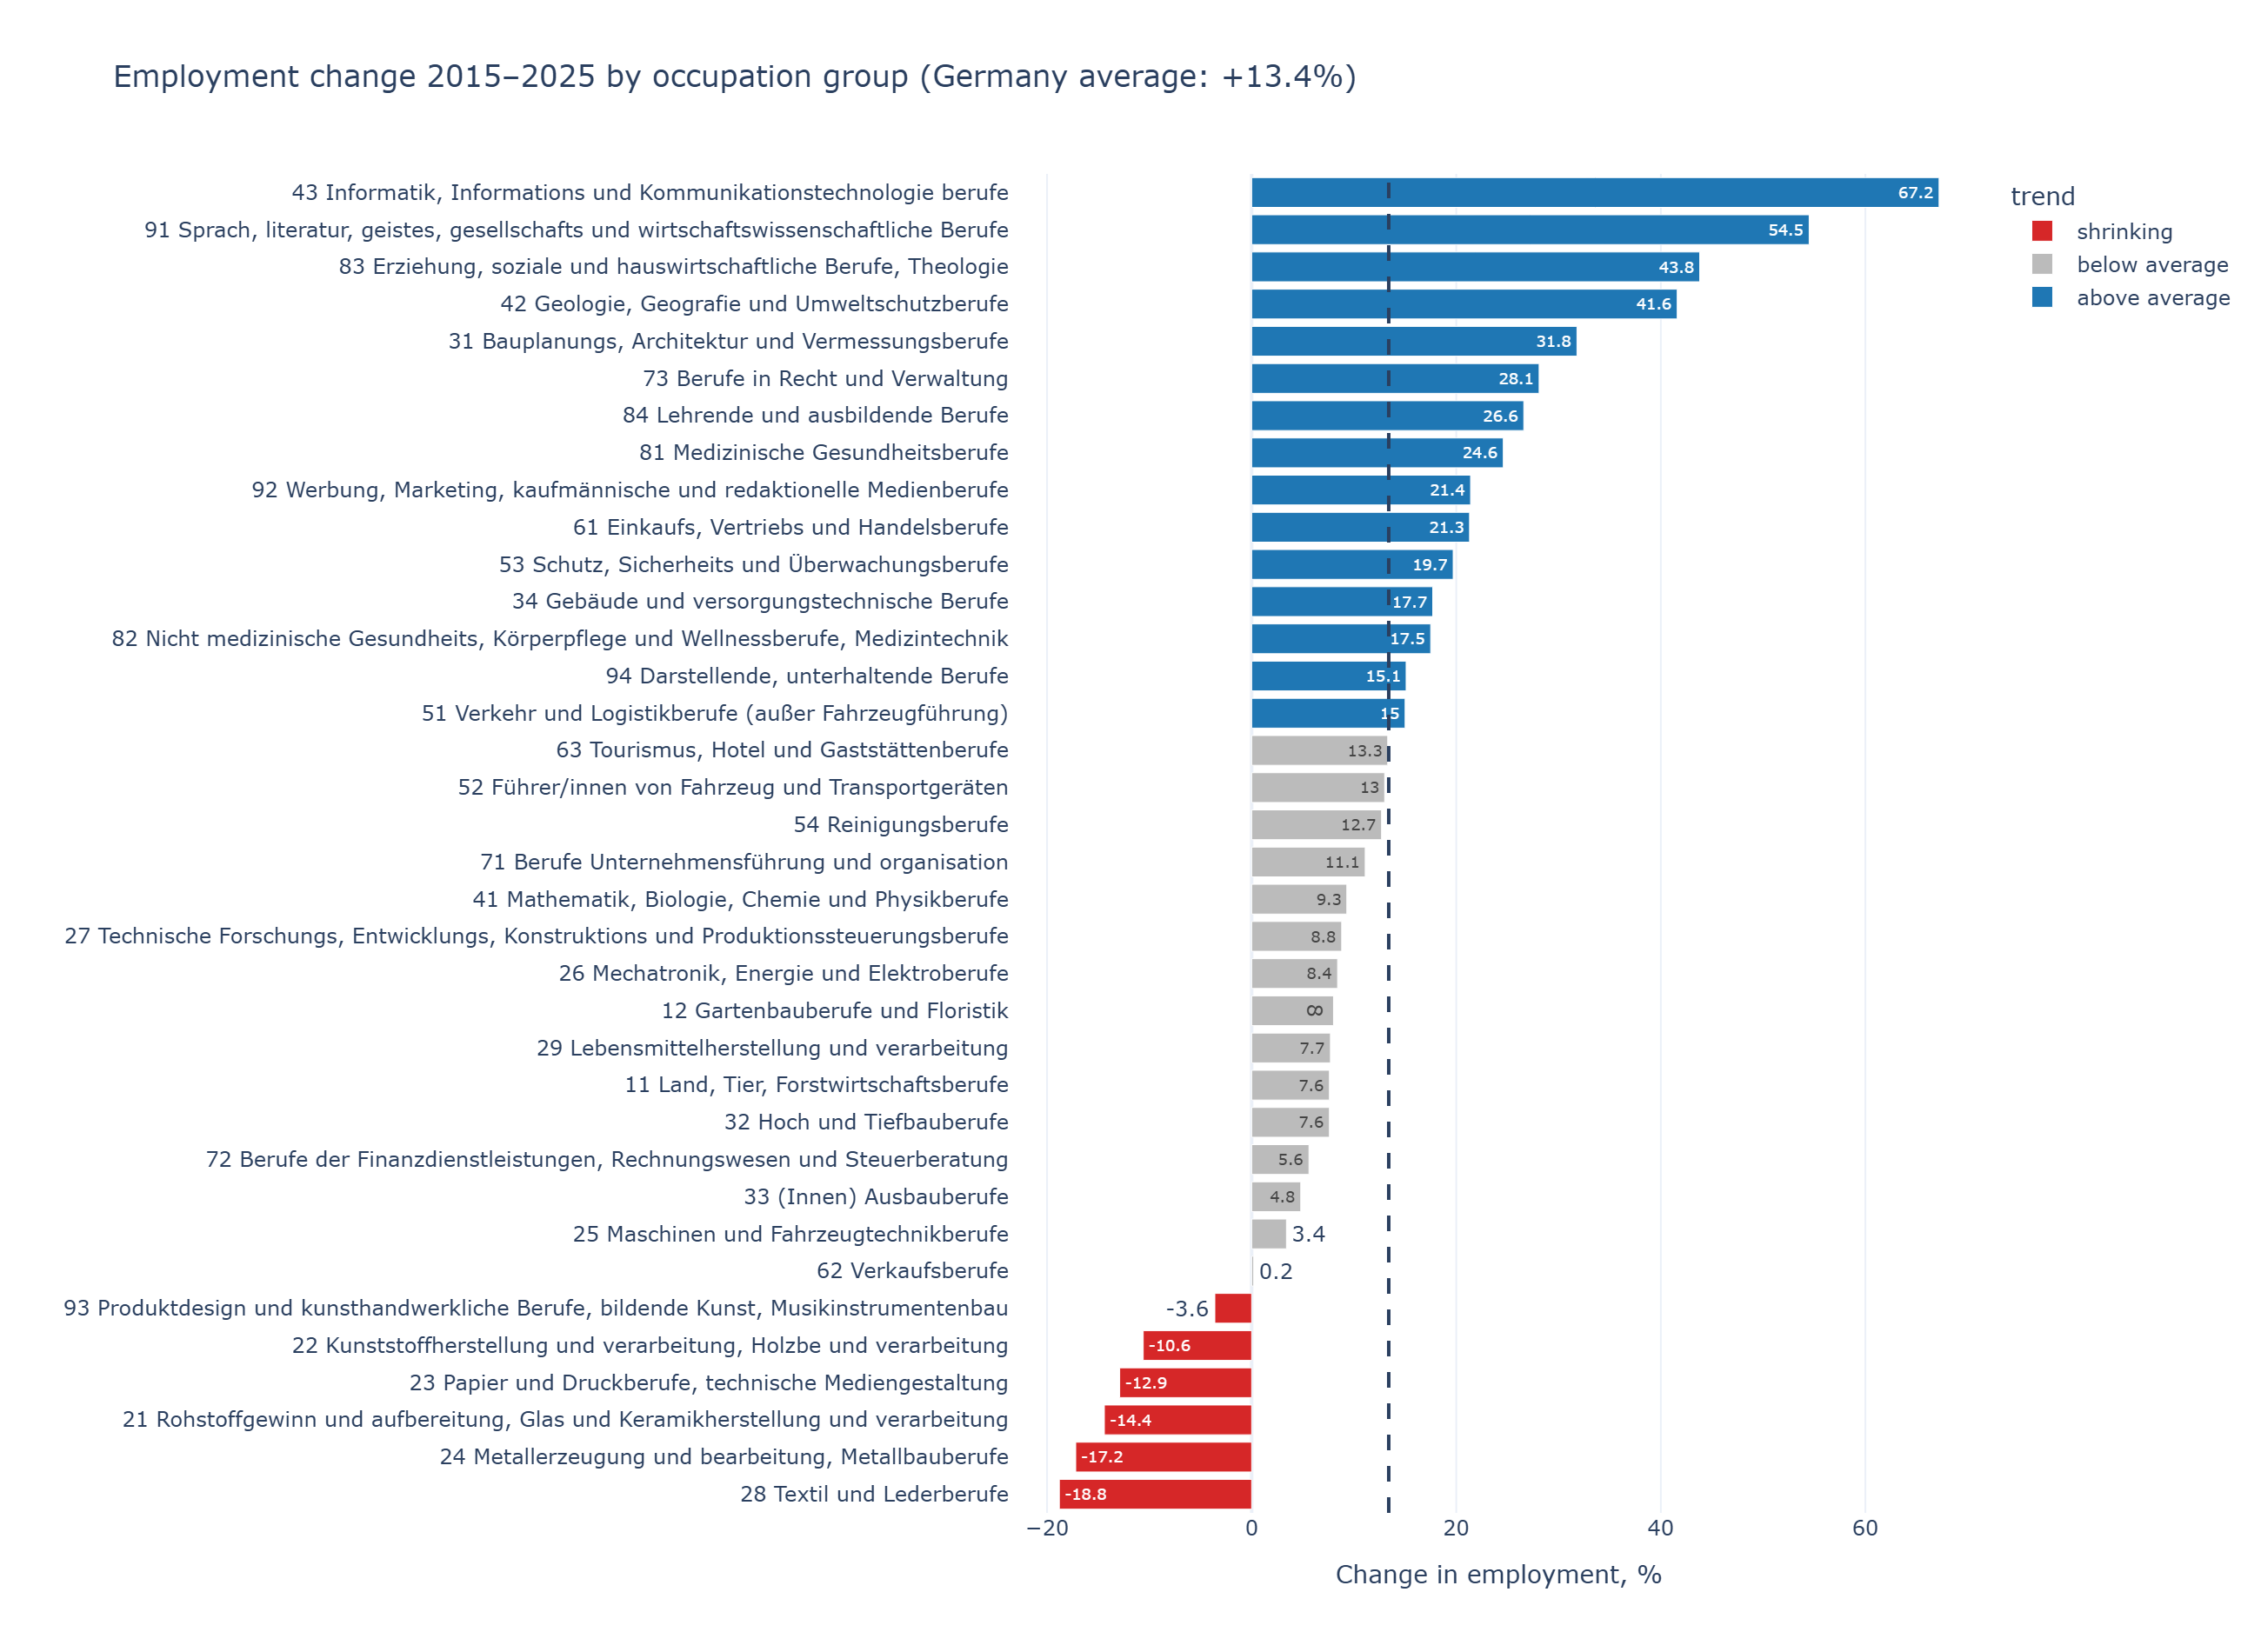 Employment change 2015–2025 by occupation group (Germany average: +13.4%)
43 Informatik, Informations und Kommunikationstechnologie berufe 67.2
91 Sprach, literatur, geistes, gesellschafts und wirtschaftswissenschaftliche Berufe 54.5
83 Erziehung, soziale und hauswirtschaftliche Berufe, Theologie 43.8
42 Geologie, Geografie und Umweltschutzberufe 41.6
31 Bauplanungs, Architektur und Vermessungsberufe 31.8
73 Berufe in Recht und Verwaltung 28.1
84 Lehrende und ausbildende Berufe 26.6
81 Medizinische Gesundheitsberufe 24.6
92 Werbung, Marketing, kaufmännische und redaktionelle Medienberufe 21.4
61 Einkaufs, Vertriebs und Handelsberufe 21.3
53 Schutz, Sicherheits und Überwachungsberufe 19.7
34 Gebäude und versorgungstechnische Berufe 17.7
82 Nicht medizinische Gesundheits, Körperpflege und Wellnessberufe, Medizintechnik 17.5
94 Darstellende, unterhaltende Berufe 15.1
51 Verkehr und Logistikberufe (außer Fahrzeugführung) 15
63 Tourismus, Hotel und Gaststättenberufe 13.3
52 Führer/innen von Fahrzeug und Transportgeräten 13
54 Reinigungsberufe 12.7
71 Berufe Unternehmensführung und organisation 11.1
41 Mathematik, Biologie, Chemie und Physikberufe 9.3
27 Technische Forschungs, Entwicklungs, Konstruktions und Produktionssteuerungsberufe 8.8
26 Mechatronik, Energie und Elektroberufe 8.4
12 Gartenbauberufe und Floristik 8
29 Lebensmittelherstellung und verarbeitung 7.7
11 Land, Tier, Forstwirtschaftsberufe 7.6
32 Hoch und Tiefbauberufe 7.6
72 Berufe der Finanzdienstleistungen, Rechnungswesen und Steuerberatung 5.6
33 (Innen) Ausbauberufe 4.8
25 Maschinen und Fahrzeugtechnikberufe 3.4
62 Verkaufsberufe 0.2
93 Produktdesign und kunsthandwerkliche Berufe, bildende Kunst, Musikinstrumentenbau -3.6
22 Kunststoffherstellung und verarbeitung, Holzbe und verarbeitung -10.6
23 Papier und Druckberufe, technische Mediengestaltung -12.9
21 Rohstoffgewinn und aufbereitung, Glas und Keramikherstellung und verarbeitung -14.4
24 Metallerzeugung und bearbeitung, Metallbauberufe -17.2
28 Textil und Lederberufe -18.8
−20 0 20 40 60
Change in employment, %
trend
shrinking
below average
above average